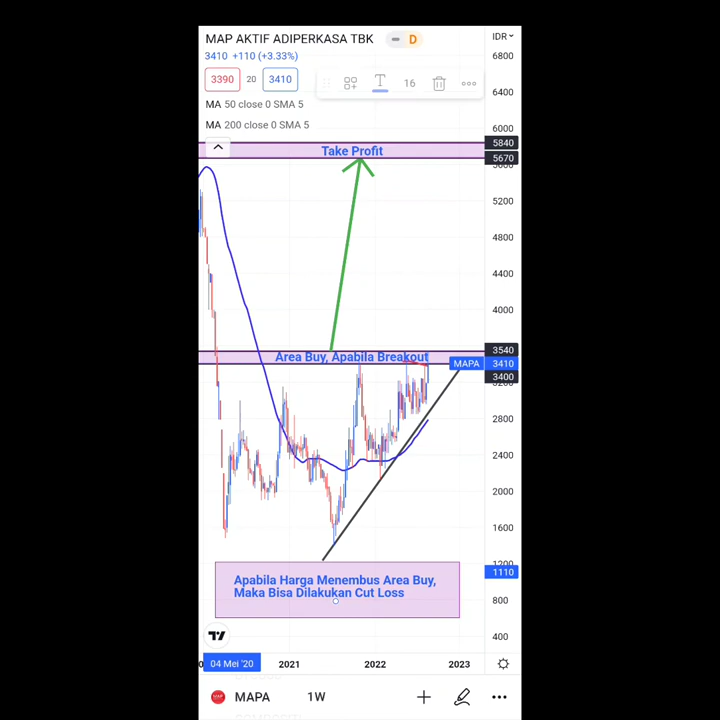 MAP AKTIF ADIPERKASA TBK D IDR
3410 +110 (+3.33%) 6800
3390 20 3410 T 16 6400
MA 50 close 0 SMA 5
MA 200 close 0 SMA 5 6000
5840
Take Profit
5670
5200
4800
4400
4000
3540
Area Buy, Apabila Breakout
MAPA 3410
3400
2800
2400
2000
1600
1200
1110
Apabila Harga Menembus Area Buy,
Maka Bisa Dilakukan Cut Loss
800
400
04 Mei '20 2021 2022 2023
MAP MAPA 1W